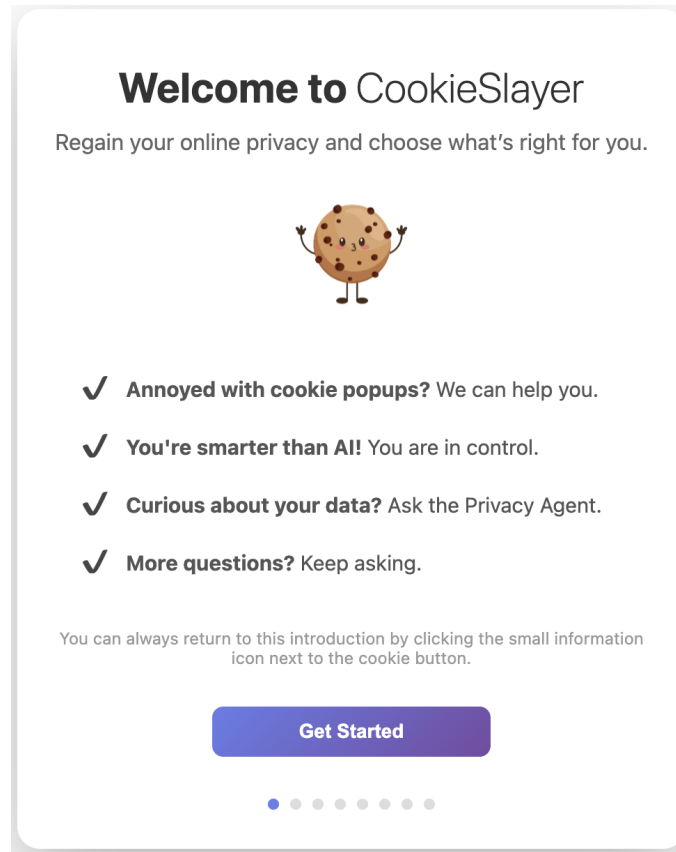 Welcome to CookieSlayer
Regain your online privacy and choose what’s right for you.
Annoyed with cookie popups? We can help you.
You're smarter than AI! You are in control.
Curious about your data? Ask the Privacy Agent.
More questions? Keep asking.
You can always return to this introduction by clicking the small information
icon next to the cookie button.
Get Started